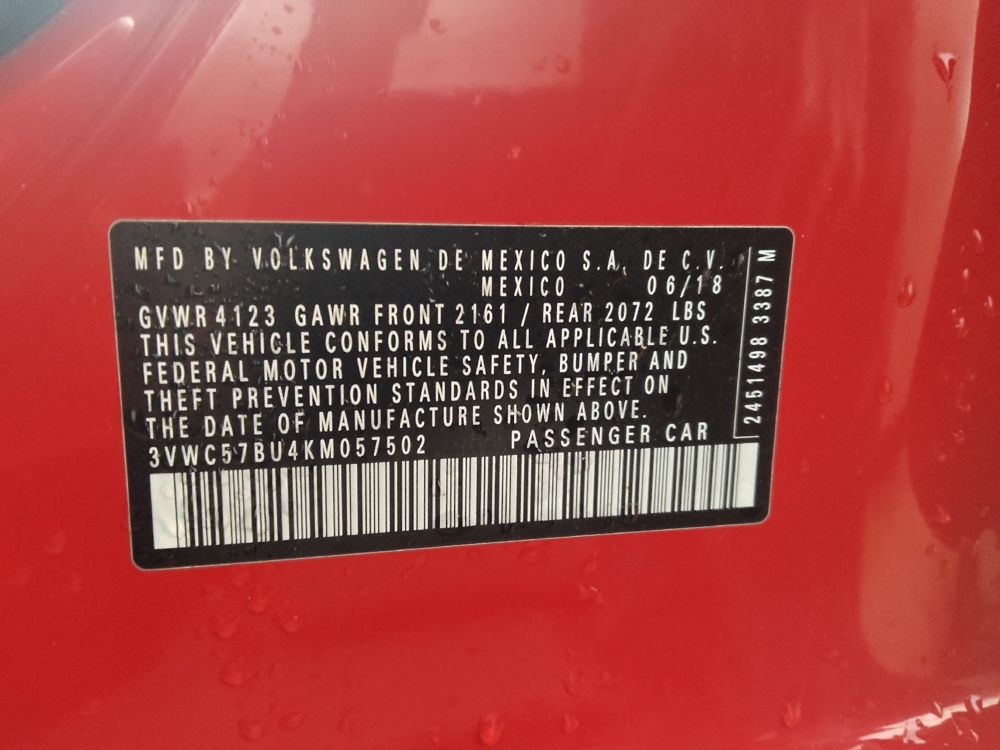 MFD BY VOLKSWAGEN DE MEXICO S.A. DE C.V.
MEXICO 06/18
GVWR 4123 GAWR FRONT 2161 / REAR 2072 LBS
THIS VEHICLE CONFORMS TO ALL APPLICABLE U.S.
FEDERAL MOTOR VEHICLE SAFETY, BUMPER AND
THEFT PREVENTION STANDARDS IN EFFECT ON
THE DATE OF MANUFACTURE SHOWN ABOVE.
3VWC57BU4KM057502 PASSENGER CAR
2451498 3387 M